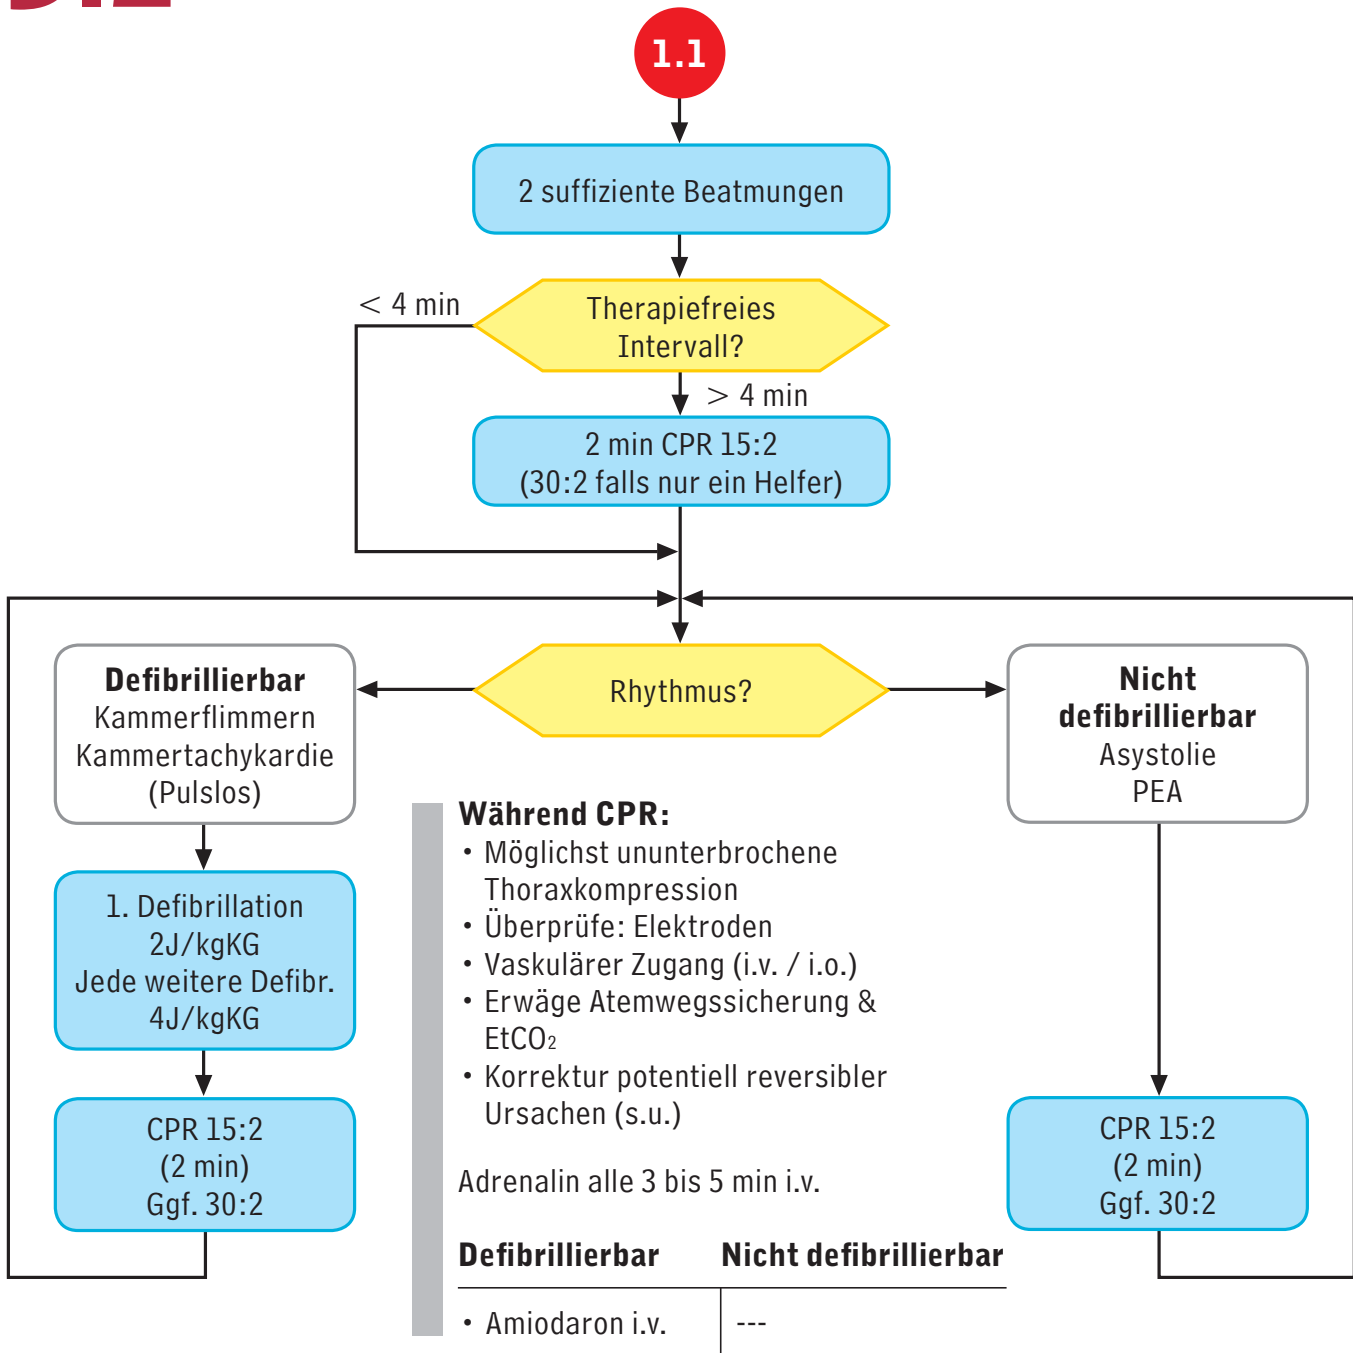 1.1
2 suffiziente Beatmungen
< 4 min
Therapiefreies
Intervall?
> 4 min
2 min CPR 15:2
(30:2 falls nur ein Helfer)
Rhythmus?
Defibrillierbar
Kammerflimmern
Kammertachykardie
(Pulslos)
1. Defibrillation
2J/kgKG
Jede weitere Defibr.
4J/kgKG
CPR 15:2
(2 min)
Ggf. 30:2
Nicht
defibrillierbar
Asystolie
PEA
CPR 15:2
(2 min)
Ggf. 30:2
Während CPR:
• Möglichst ununterbrochene
Thoraxkompression
• Überprüfe: Elektroden
• Vaskulärer Zugang (i.v. / i.o.)
• Erwäge Atemwegssicherung &
EtCO₂
• Korrektur potentiell reversibler
Ursachen (s.u.)
Adrenalin alle 3 bis 5 min i.v.
Defibrillierbar Nicht defibrillierbar
• Amiodaron i.v. ---